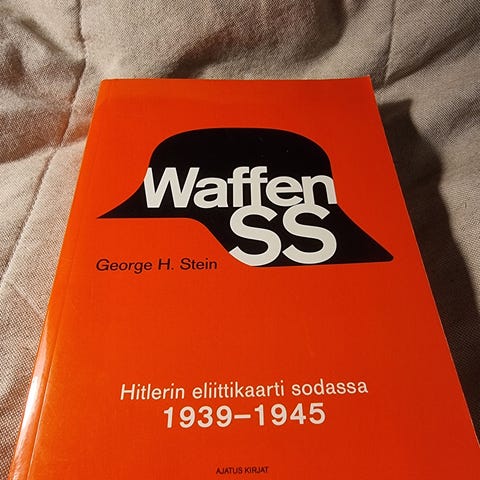 Waffen
SS
George H. Stein
Hitlerin eliittikaarti sodassa
1939–1945
AJATUS KIRJAT